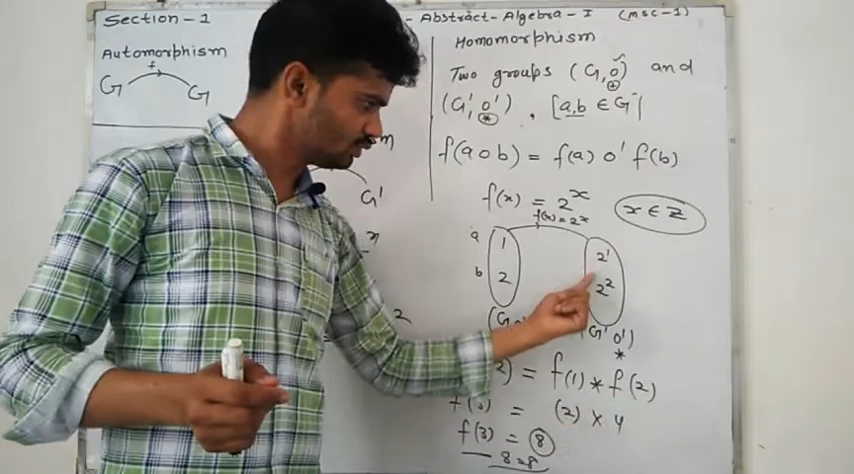 Section-1
Automorphism
f
G G
G'
2
- Abstract-Algebra-I (msc-1)
Homomorphism
Two groups (G, o) and
+
(G', o'), [a,b ∈ G]
*
f(a o b) = f(a) o' f(b)
f(x) = 2^x
x ∈ Z
f(x) = 2^x
a 1 2^1
b 2 2^2
(G, (G' o')
*
2) = f(1) * f(2)
f(3) = (2) × 4
f(3) = 8
8 = 8